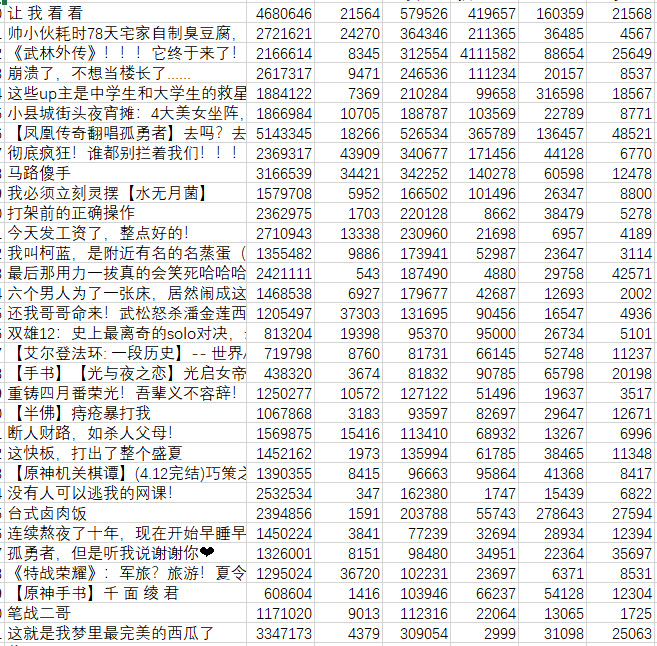 让 我 看 看 4680646 21564 579526 419657 160359 21568
帅小伙耗时78天宅家自制臭豆腐， 2721621 24270 364346 211365 36485 4567
《武林外传》！！！它终于来了！ 2166614 8345 312554 4111582 88654 25649
崩溃了，不想当楼长了...... 2617317 9471 246536 111234 20157 8537
这些up主是中学生和大学生的救星 1884122 7369 210284 99658 316598 18567
小县城街头夜宵摊：4大美女坐阵， 1866984 10705 188787 103569 22789 8771
【凤凰传奇翻唱孤勇者】去吗？去 5143345 18266 526534 365789 136457 48521
彻底疯狂！谁都别拦着我们！！！ 2369317 43909 340677 171456 44128 6770
马路傻手 3166539 34421 342252 140278 60598 12478
我必须立刻灵摆【水无月菌】 1579708 5952 166502 101496 26347 8800
打架前的正确操作 2362975 1703 220128 8662 38479 5278
今天发工资了，整点好的！ 2710943 13338 230960 21698 6957 4189
我叫柯蓝，是附近有名的名蒸蛋（ 1355482 9886 173941 52987 23647 3114
最后那用力一拔真的会笑死哈哈哈 2421111 543 187490 4880 29758 42571
六个男人为了一张床，居然闹成这 1468538 6927 179677 42687 12693 2002
还我哥哥命来！武松怒杀潘金莲西 1205497 37303 131695 90456 16547 4936
双雄12：史上最离奇的solo对决， 813204 19398 95370 95000 26734 5101
【艾尔登法环: 一段历史】-- 世界 719798 8760 81731 66145 52748 11237
【手书】【光与夜之恋】光启女帝 438320 3674 81832 90785 65798 20198
重铸四月番荣光！吾辈义不容辞！ 1250277 10572 127122 51496 19637 3517
【半佛】痔疮暴打我 1067868 3183 93597 82697 29647 12671
断人财路，如杀人父母！ 1569875 15416 113410 68932 13267 6996
这快板，打出了整个盛夏 1452162 1973 135994 61785 38465 11348
【原神机关棋谭】(4.12完结)巧策之 1390355 8415 96663 95864 41368 8417
没有人可以逃我的网课！ 2532534 347 162380 1747 15439 6822
台式卤肉饭 2394856 1591 203788 55743 278643 27594
连续熬夜了十年，现在开始早睡早 1450224 3841 77239 32694 28934 12394
孤勇者，但是听我说谢谢你❤ 1326001 8151 98480 34951 22364 35697
《特战荣耀》：军旅？旅游！夏令 1295024 36720 102231 23697 6371 8531
【原神手书】千 面 绫 君 608604 1416 103946 66237 54128 12304
笔战二哥 1171020 9013 112316 22064 13065 1725
这就是我梦里最完美的西瓜了 3347173 4379 309054 2999 31098 25063